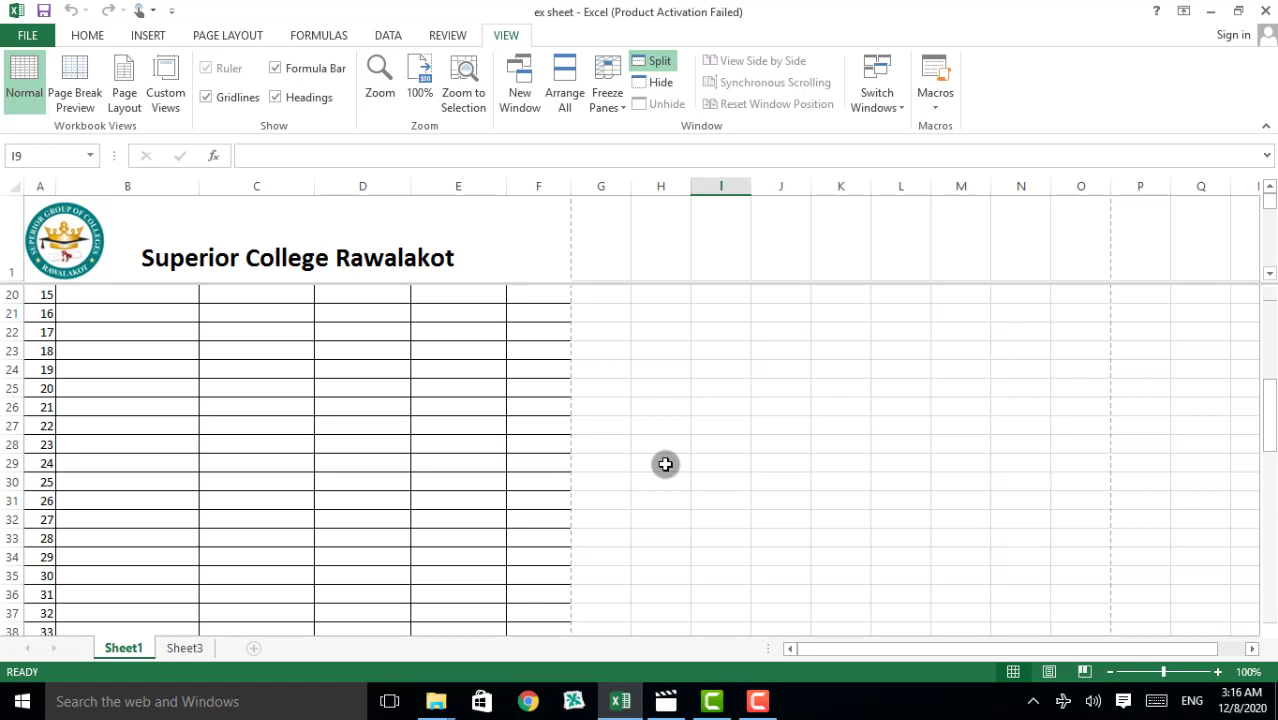 ex sheet - Excel (Product Activation Failed)
?
FILE HOME INSERT PAGE LAYOUT FORMULAS DATA REVIEW VIEW Sign in
Normal Page Break Preview Page Layout Custom Views
Workbook Views
Ruler Formula Bar
Gridlines Headings
Show
Zoom 100% Zoom to Selection
Zoom
New Window Arrange All Freeze Panes
Split
Hide
Unhide
View Side by Side
Synchronous Scrolling
Reset Window Position
Switch Windows
Window
Macros
Macros
I9 fx
A B C D E F G H I J K L M N O P Q
SUPERIOR GROUP OF COLLEGES
RAWALAKOT
1 Superior College Rawalakot
20 15
21 16
22 17
23 18
24 19
25 20
26 21
27 22
28 23
29 24
30 25
31 26
32 27
33 28
34 29
35 30
36 31
37 32
38 33
Sheet1 Sheet3
READY 100%
Search the web and Windows
ENG
3:16 AM
12/8/2020